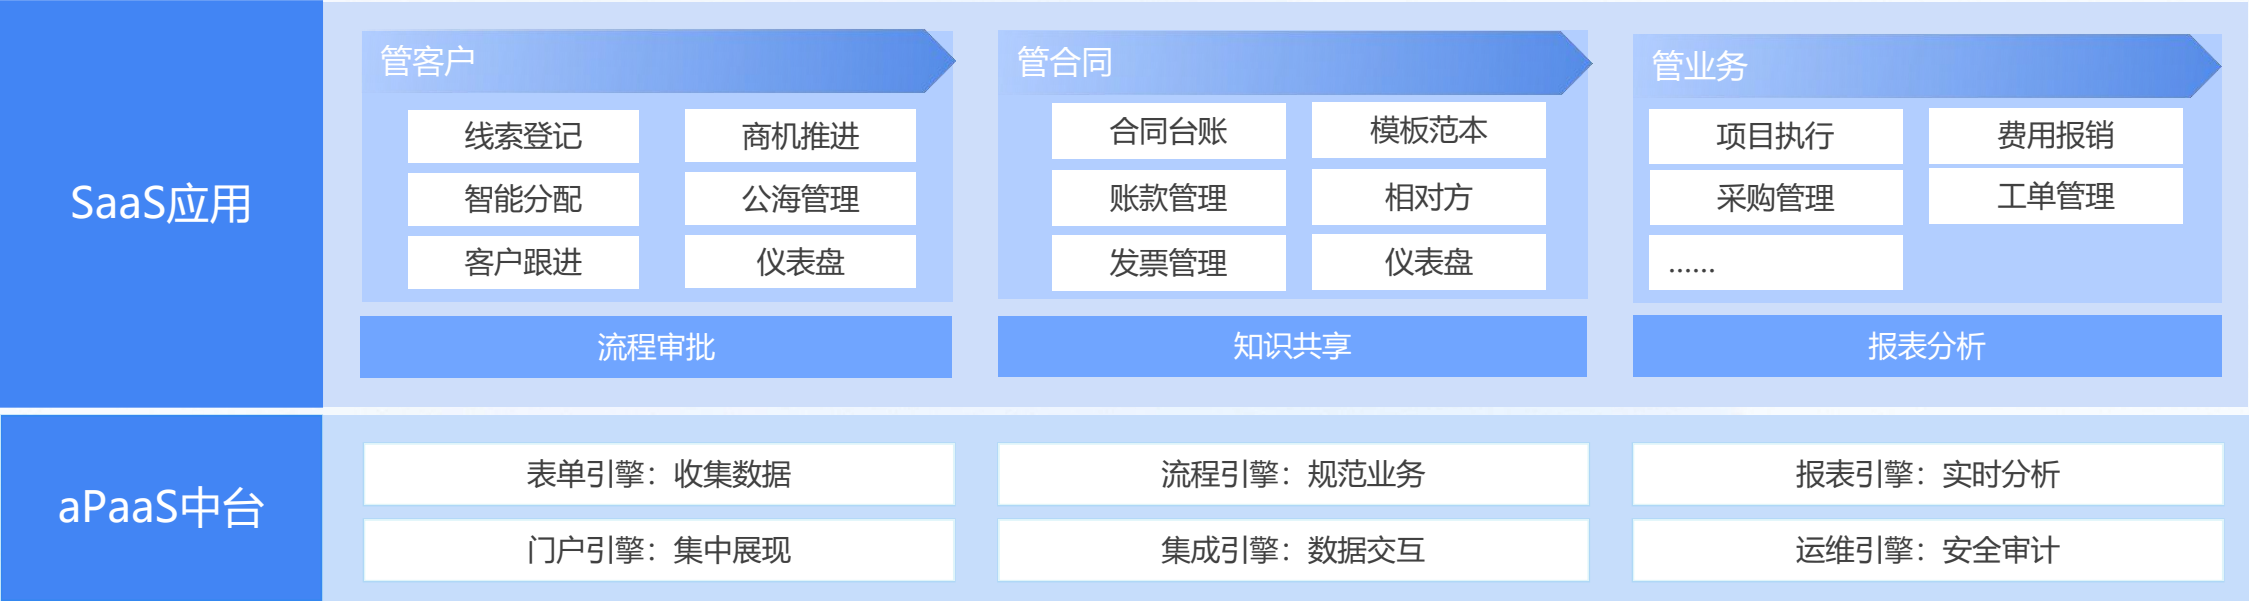 SaaS应用
管客户
线索登记
商机推进
智能分配
公海管理
客户跟进
仪表盘
流程审批
管合同
合同台账
模板范本
账款管理
相对方
发票管理
仪表盘
知识共享
管业务
项目执行
费用报销
采购管理
工单管理
......
报表分析
aPaaS中台
表单引擎：收集数据
流程引擎：规范业务
报表引擎：实时分析
门户引擎：集中展现
集成引擎：数据交互
运维引擎：安全审计